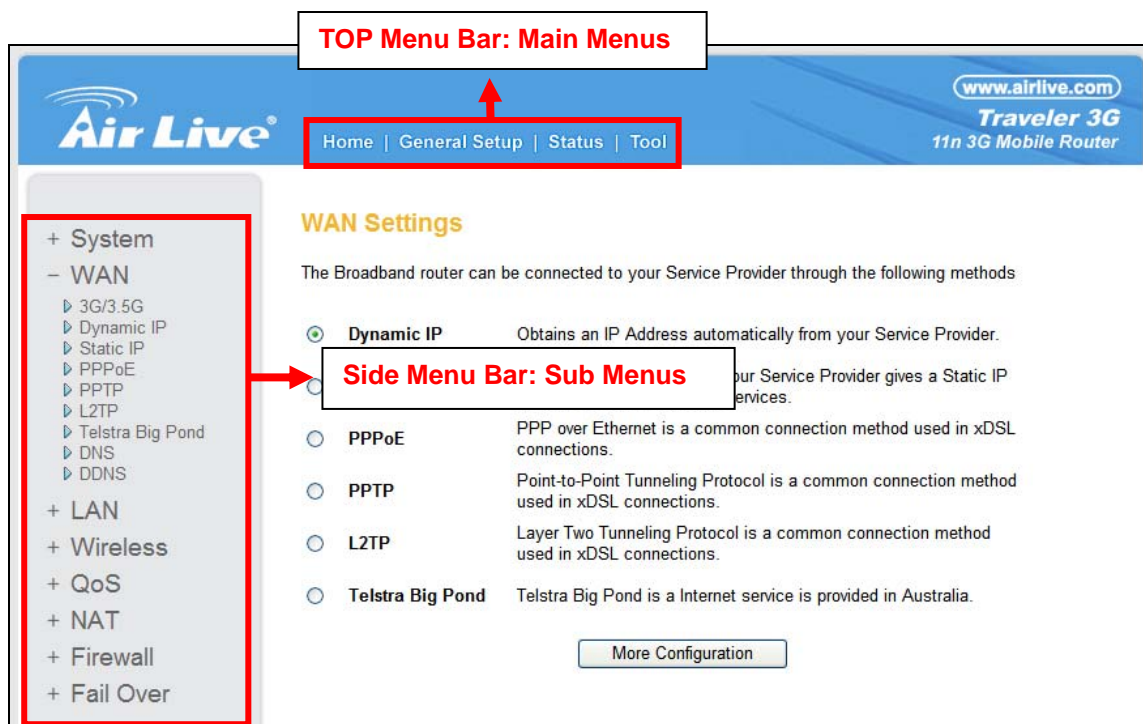 TOP Menu Bar: Main Menus
Air Live®
Home | General Setup | Status | Tool
www.airlive.com
Traveler 3G
11n 3G Mobile Router
+ System
− WAN
3G/3.5G
Dynamic IP
Static IP
PPPoE
PPTP
L2TP
Telstra Big Pond
DNS
DDNS
+ LAN
+ Wireless
+ QoS
+ NAT
+ Firewall
+ Fail Over
WAN Settings
The Broadband router can be connected to your Service Provider through the following methods
Dynamic IP Obtains an IP Address automatically from your Service Provider.
Side Menu Bar: Sub Menus
Service Provider gives a Static IP
PPPoE PPP over Ethernet is a common connection method used in xDSL
connections.
PPTP Point-to-Point Tunneling Protocol is a common connection method
used in xDSL connections.
L2TP Layer Two Tunneling Protocol is a common connection method
used in xDSL connections.
Telstra Big Pond Telstra Big Pond is a Internet service is provided in Australia.
More Configuration